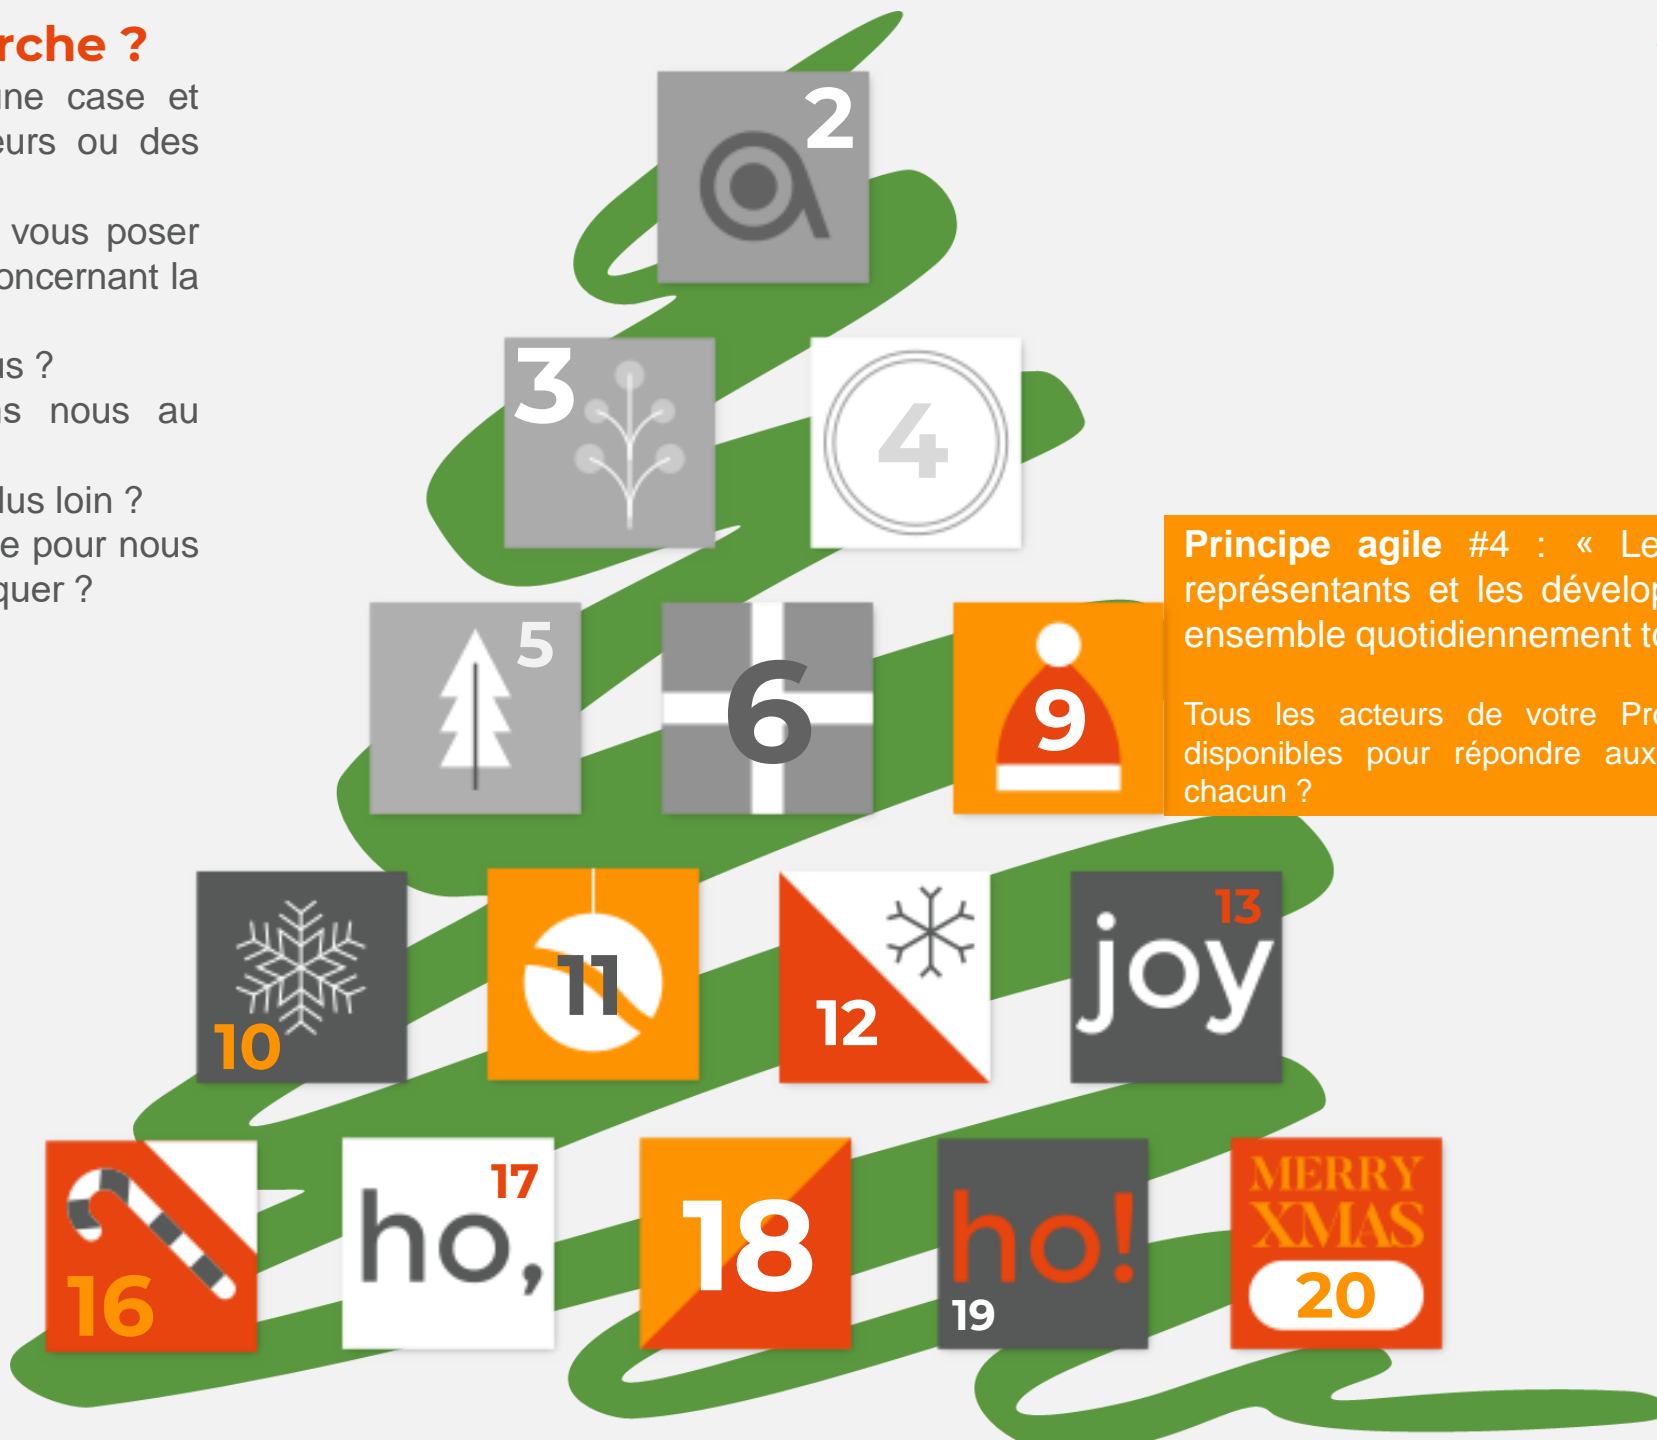 rche ?
une case et
eurs ou des
vous poser
oncernant la
us ?
ns nous au
lus loin ?
e pour nous
quer ?
2
3
4
5
6
9
Principe agile #4 : « Le
représentants et les dévelop
ensemble quotidiennement to
Tous les acteurs de votre Pro
disponibles pour répondre aux
chacun ?
10
11
12
13
joy
16
17
ho,
18
ho!
19
MERRY
XMAS
20